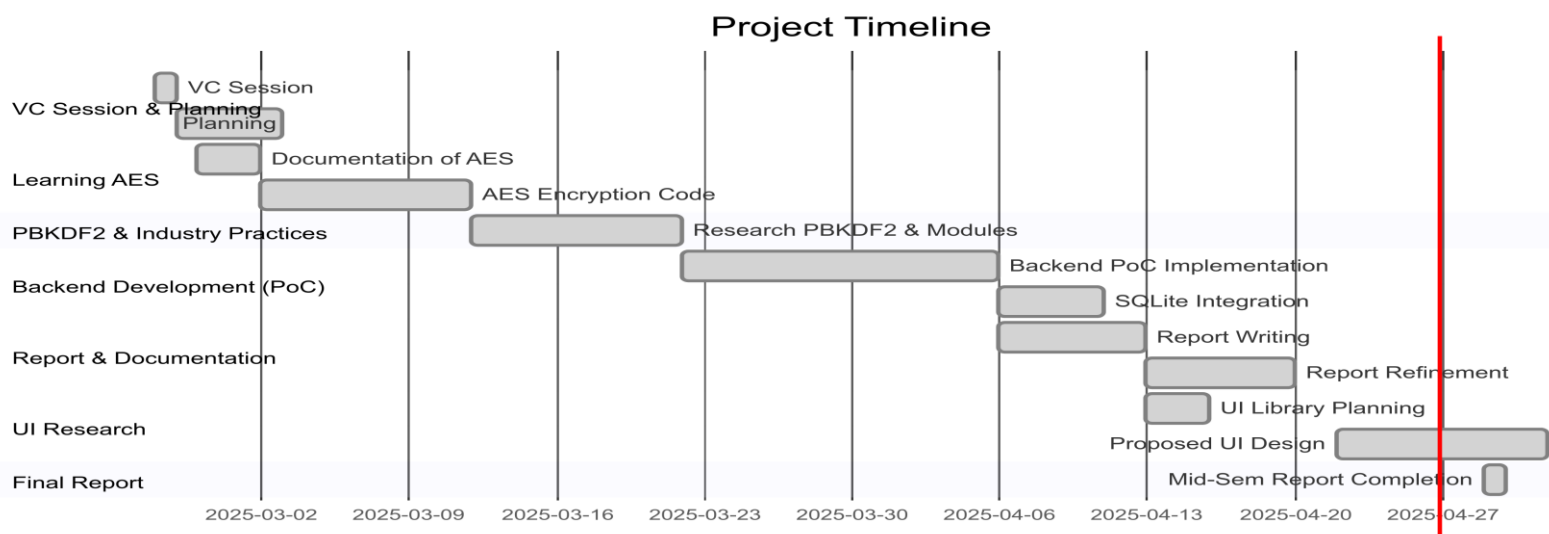 Project Timeline
VC Session
VC Session & Planning
Planning
Documentation of AES
Learning AES
AES Encryption Code
Research PBKDF2 & Modules
PBKDF2 & Industry Practices
Backend PoC Implementation
Backend Development (PoC)
SQLite Integration
Report Writing
Report & Documentation
Report Refinement
UI Library Planning
UI Research
Proposed UI Design
Mid-Sem Report Completion
Final Report
2025-03-02 2025-03-09 2025-03-16 2025-03-23 2025-03-30 2025-04-06 2025-04-13 2025-04-20 2025-04-27